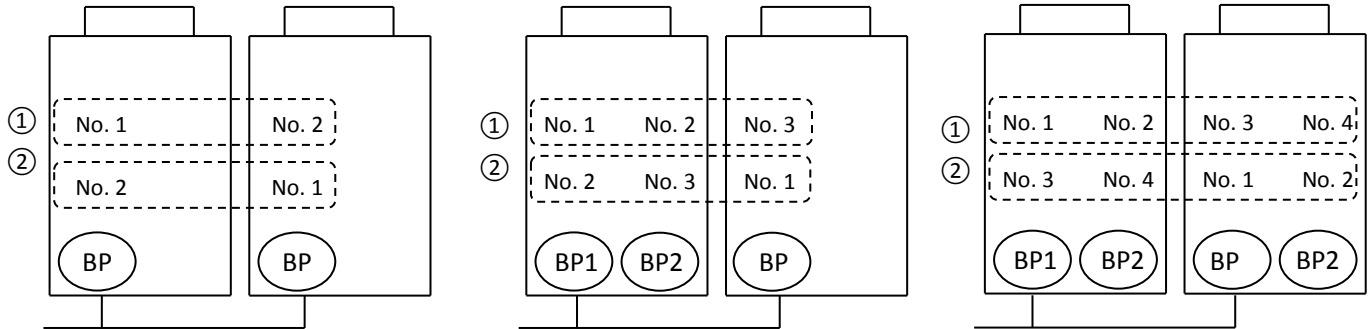 ① No. 1 No. 2
② No. 2 No. 1
BP BP
① No. 1 No. 2 No. 3
② No. 2 No. 3 No. 1
BP1 BP2 BP
① No. 1 No. 2 No. 3 No. 4
② No. 3 No. 4 No. 1 No. 2
BP1 BP2 BP BP2